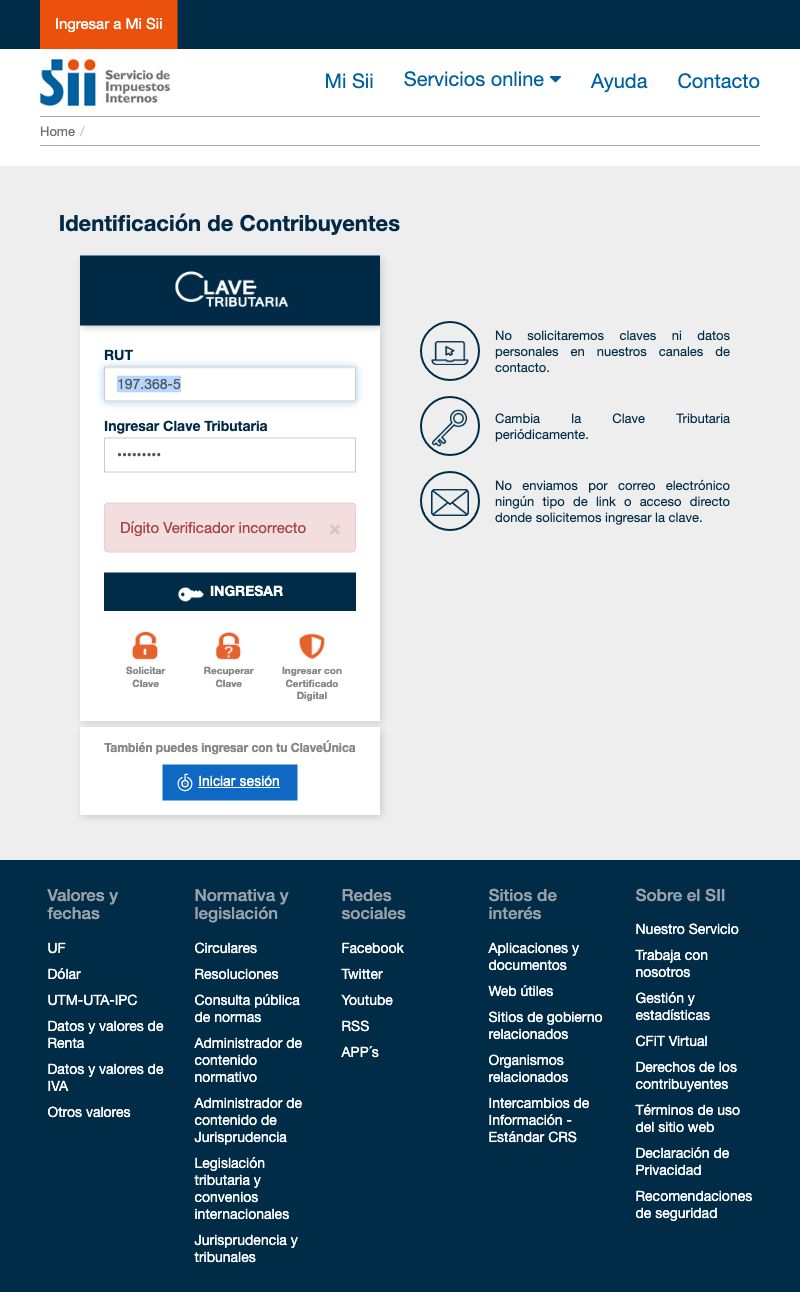 Ingresar a Mi Sii
Sii Servicio de
Impuestos
Internos
Mi Sii
Servicios online
Ayuda
Contacto
Home /
Identificación de Contribuyentes
CLAVE
TRIBUTARIA
RUT
197.368-5
Ingresar Clave Tributaria
•••••••••
Dígito Verificador incorrecto ×
INGRESAR
Solicitar
Clave
Recuperar
Clave
Ingresar con
Certificado
Digital
También puedes ingresar con tu ClaveÚnica
Iniciar sesión
No solicitaremos claves ni datos
personales en nuestros canales de
contacto.
Cambia la Clave Tributaria
periódicamente.
No enviamos por correo electrónico
ningún tipo de link o acceso directo
donde solicitemos ingresar la clave.
Valores y
fechas
UF
Dólar
UTM-UTA-IPC
Datos y valores de
Renta
Datos y valores de
IVA
Otros valores
Normativa y
legislación
Circulares
Resoluciones
Consulta pública
de normas
Administrador de
contenido
normativo
Administrador de
contenido de
Jurisprudencia
Legislación
tributaria y
convenios
internacionales
Jurisprudencia y
tribunales
Redes
sociales
Facebook
Twitter
Youtube
RSS
APP´s
Sitios de
interés
Aplicaciones y
documentos
Web útiles
Sitios de gobierno
relacionados
Organismos
relacionados
Intercambios de
Información -
Estándar CRS
Sobre el SII
Nuestro Servicio
Trabaja con
nosotros
Gestión y
estadísticas
CFiT Virtual
Derechos de los
contribuyentes
Términos de uso
del sitio web
Declaración de
Privacidad
Recomendaciones
de seguridad